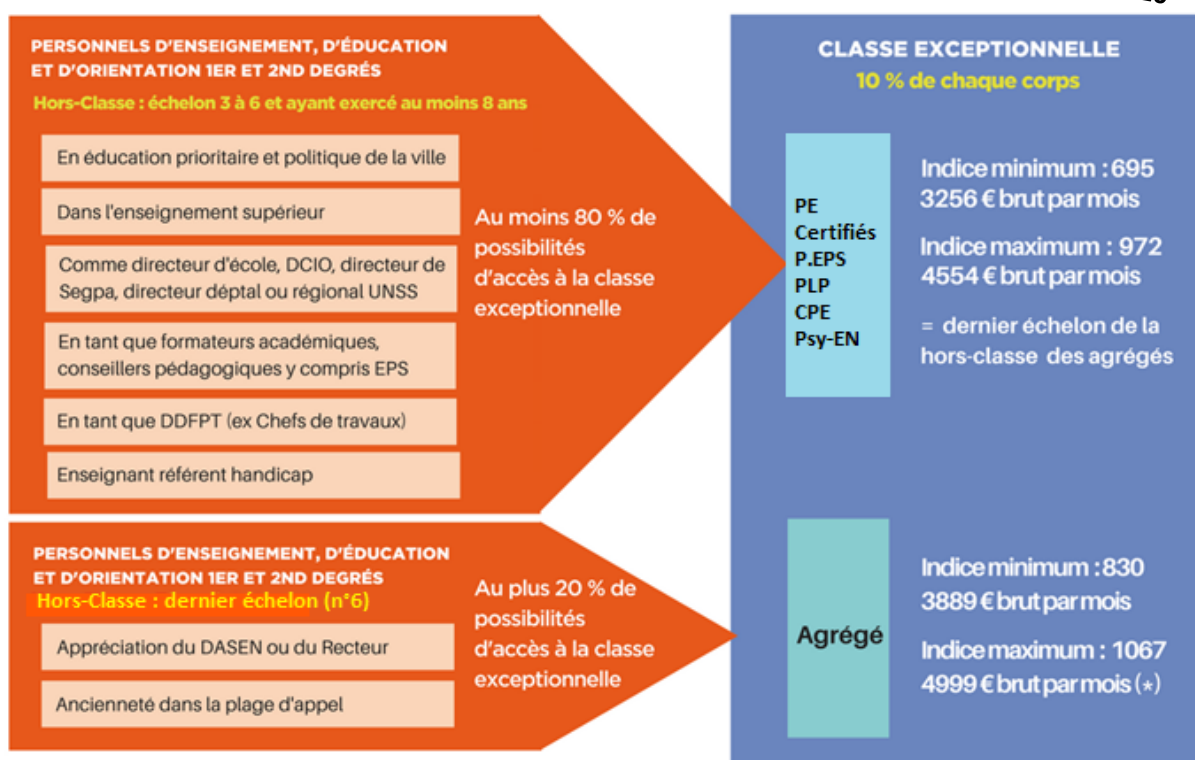 PERSONNELS D'ENSEIGNEMENT, D'ÉDUCATION
ET D'ORIENTATION 1ER ET 2ND DEGRÉS
Hors-Classe : échelon 3 à 6 et ayant exercé au moins 8 ans
En éducation prioritaire et politique de la ville
Dans l'enseignement supérieur
Comme directeur d'école, DCIO, directeur de
Segpa, directeur déptal ou régional UNSS
En tant que formateurs académiques,
conseillers pédagogiques y compris EPS
En tant que DDFPT (ex Chefs de travaux)
Enseignant référent handicap
Au moins 80 % de
possibilités
d'accès à la classe
exceptionnelle
CLASSE EXCEPTIONNELLE
10 % de chaque corps
PE
Certifiés
P.EPS
PLP
CPE
Psy-EN
Indice minimum : 695
3256 € brut par mois
Indice maximum : 972
4554 € brut par mois
= dernier échelon de la
hors-classe des agrégés
PERSONNELS D'ENSEIGNEMENT, D'ÉDUCATION
ET D'ORIENTATION 1ER ET 2ND DEGRÉS
Hors-Classe : dernier échelon (n°6)
Appréciation du DASEN ou du Recteur
Ancienneté dans la plage d'appel
Au plus 20 % de
possibilités
d'accès à la classe
exceptionnelle
Agrégé
Indice minimum : 830
3889 € brut par mois
Indice maximum : 1067
4999 € brut par mois (*)